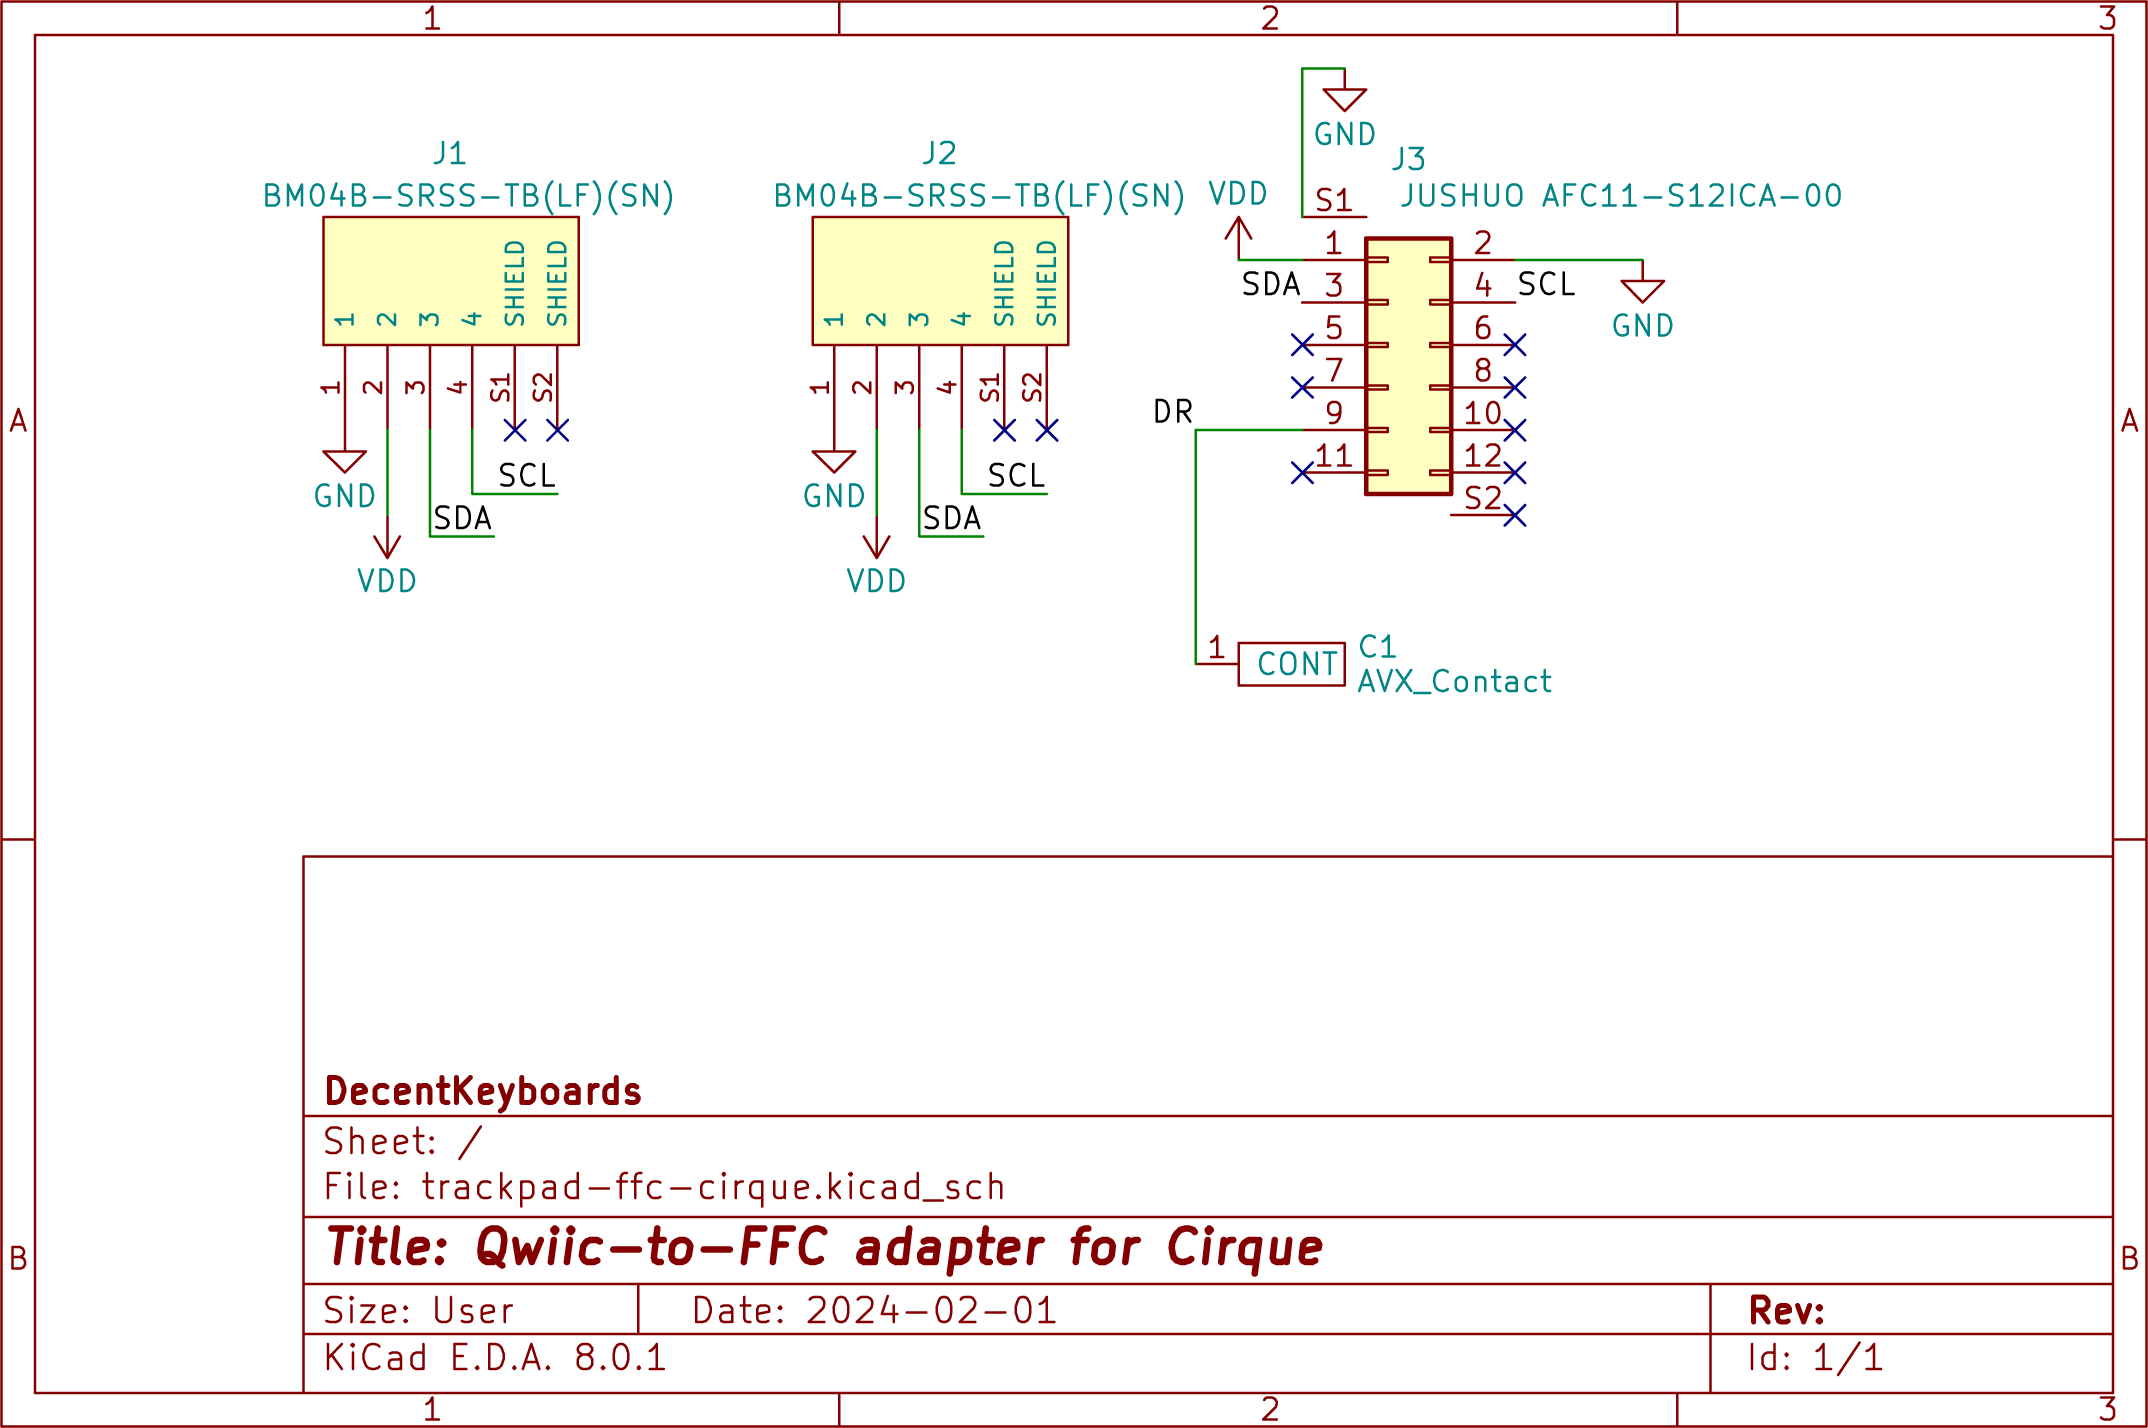 1 2 3
J1
BM04B-SRSS-TB(LF)(SN)
1 2 3 4 SHIELD SHIELD
1 2 3 4 S1 S2
GND
SCL
SDA
VDD
J2
BM04B-SRSS-TB(LF)(SN)
1 2 3 4 SHIELD SHIELD
1 2 3 4 S1 S2
GND
SCL
SDA
VDD
GND
J3
JUSHUO AFC11-S12ICA-00
VDD
S1
1 2
SDA 3 4 SCL
GND
5 6
7 8
DR 9 10
11 12
S2
1 CONT
C1
AVX_Contact
A A
DecentKeyboards
Sheet: /
File: trackpad-ffc-cirque.kicad_sch
Title: Qwiic-to-FFC adapter for Cirque
B B
Size: User Date: 2024-02-01 Rev:
KiCad E.D.A. 8.0.1 Id: 1/1
1 2 3